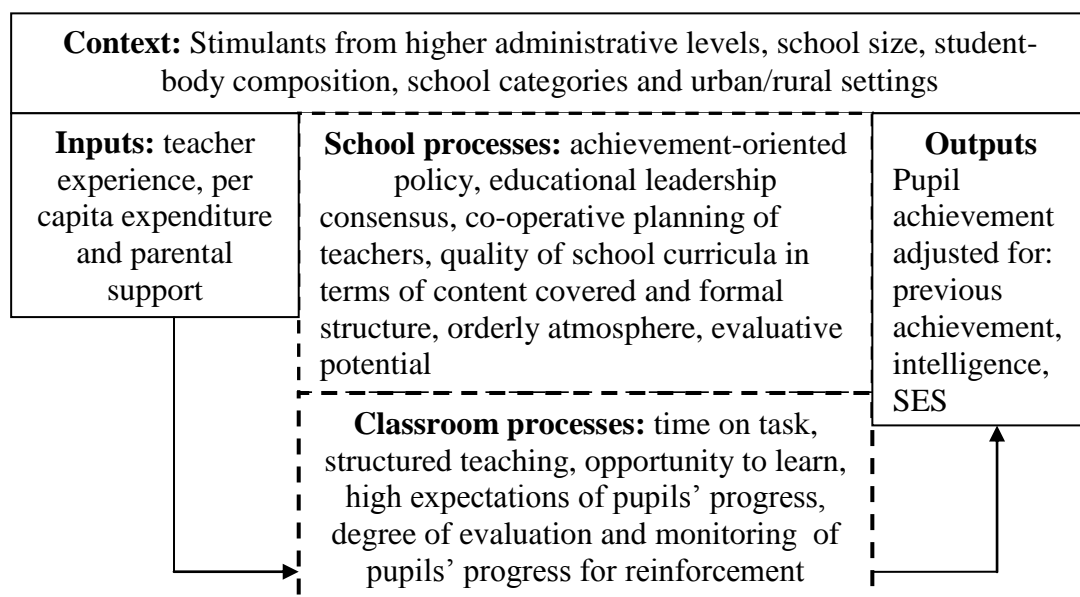 Context: Stimulants from higher administrative levels, school size, student-
body composition, school categories and urban/rural settings
Inputs: teacher
experience, per
capita expenditure
and parental
support
School processes: achievement-oriented
policy, educational leadership
consensus, co-operative planning of
teachers, quality of school curricula in
terms of content covered and formal
structure, orderly atmosphere, evaluative
potential
Classroom processes: time on task,
structured teaching, opportunity to learn,
high expectations of pupils’ progress,
degree of evaluation and monitoring of
pupils’ progress for reinforcement
Outputs
Pupil
achievement
adjusted for:
previous
achievement,
intelligence,
SES